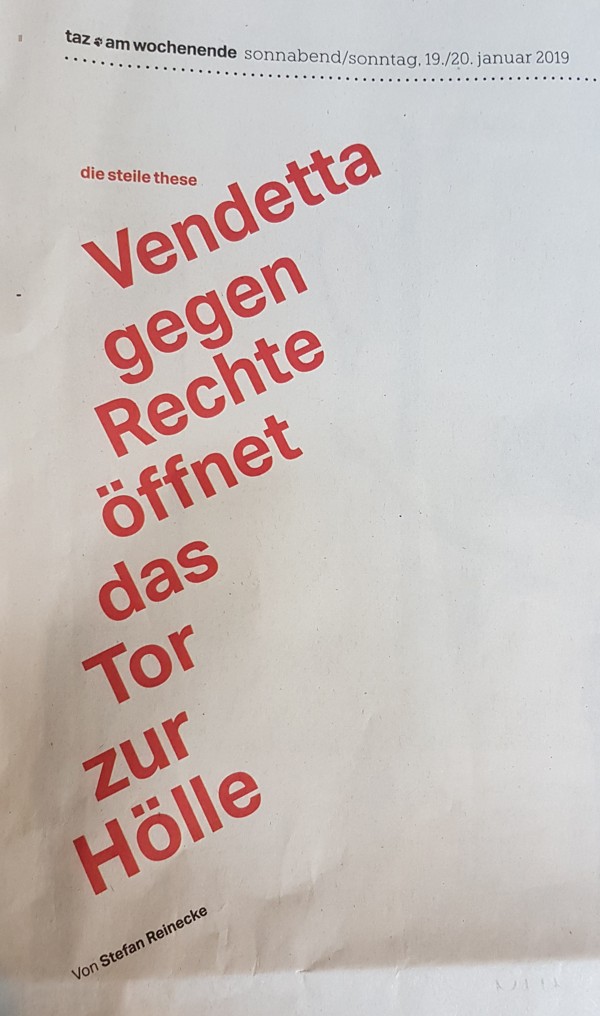 taz am wochenende sonnabend/sonntag, 19./20. januar 2019
die steile these
Vendetta
gegen
Rechte
öffnet
das
Tor
zur
Hölle
Von Stefan Reinecke